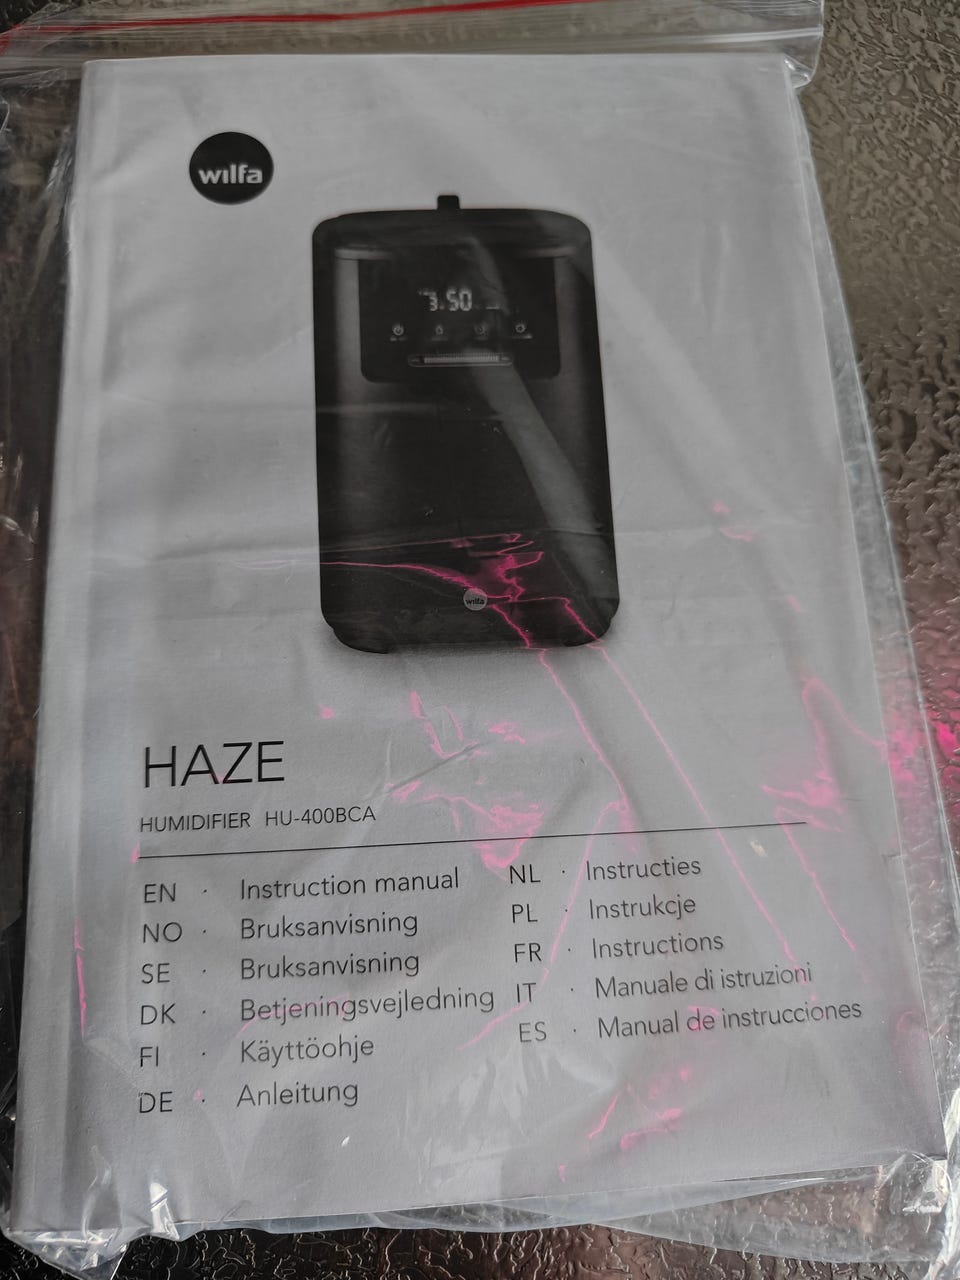 wilfa
3.50
wilfa
HAZE
HUMIDIFIER HU-400BCA
EN · Instruction manual
NO · Bruksanvisning
SE · Bruksanvisning
DK · Betjeningsvejledning
FI · Käyttöohje
DE · Anleitung
NL · Instructies
PL · Instrukcje
FR · Instructions
IT · Manuale di istruzioni
ES · Manual de instrucciones